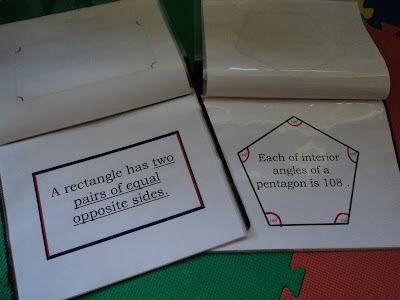 A rectangle has two
pairs of equal
opposite sides.
Each of interior
angles of a
pentagon is 108 .